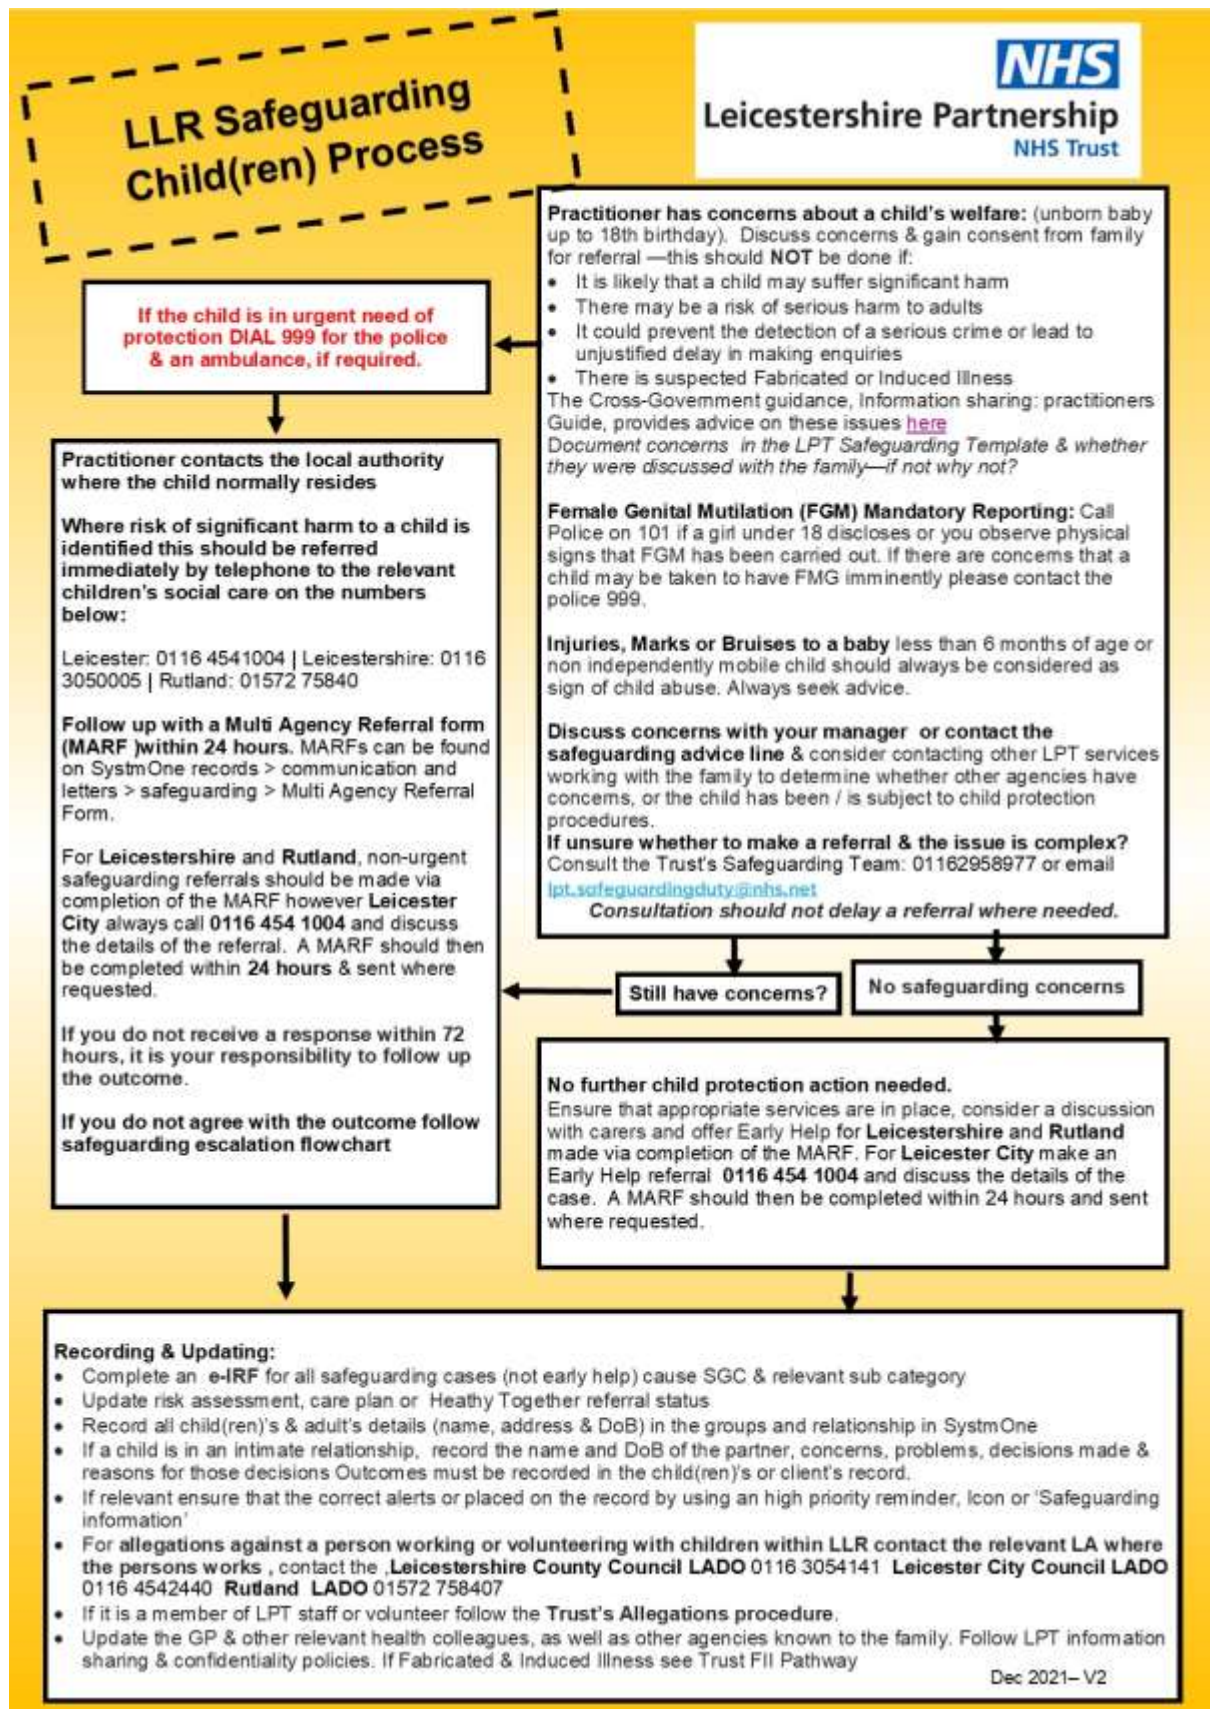 LLR Safeguarding
Child(ren) Process
NHS
Leicestershire Partnership
NHS Trust
Practitioner has concerns about a child's welfare: (unborn baby
up to 18th birthday). Discuss concerns & gain consent from family
for referral —this should NOT be done if:
• It is likely that a child may suffer significant harm
• There may be a risk of serious harm to adults
• It could prevent the detection of a serious crime or lead to
unjustified delay in making enquiries
• There is suspected Fabricated or Induced Illness
The Cross-Government guidance, Information sharing: practitioners
Guide, provides advice on these issues here
Document concerns in the LPT Safeguarding Template & whether
they were discussed with the family—if not why not?
Female Genital Mutilation (FGM) Mandatory Reporting: Call
Police on 101 if a girl under 18 discloses or you observe physical
signs that FGM has been carried out. If there are concerns that a
child may be taken to have FMG imminently please contact the
police 999.
Injuries, Marks or Bruises to a baby less than 6 months of age or
non independently mobile child should always be considered as
sign of child abuse. Always seek advice.
Discuss concerns with your manager or contact the
safeguarding advice line & consider contacting other LPT services
working with the family to determine whether other agencies have
concerns, or the child has been / is subject to child protection
procedures.
If unsure whether to make a referral & the issue is complex?
Consult the Trust's Safeguarding Team: 01162958977 or email
lpt.safeguardingduty@nhs.net
Consultation should not delay a referral where needed.
If the child is in urgent need of
protection DIAL 999 for the police
& an ambulance, if required.
Practitioner contacts the local authority
where the child normally resides
Where risk of significant harm to a child is
identified this should be referred
immediately by telephone to the relevant
children's social care on the numbers
below:
Leicester: 0116 4541004 | Leicestershire: 0116
3050005 | Rutland: 01572 75840
Follow up with a Multi Agency Referral form
(MARF )within 24 hours. MARFs can be found
on SystmOne records > communication and
letters > safeguarding > Multi Agency Referral
Form.
For Leicestershire and Rutland, non-urgent
safeguarding referrals should be made via
completion of the MARF however Leicester
City always call 0116 454 1004 and discuss
the details of the referral. A MARF should then
be completed within 24 hours & sent where
requested.
If you do not receive a response within 72
hours, it is your responsibility to follow up
the outcome.
If you do not agree with the outcome follow
safeguarding escalation flowchart
Still have concerns?
No safeguarding concerns
No further child protection action needed.
Ensure that appropriate services are in place, consider a discussion
with carers and offer Early Help for Leicestershire and Rutland
made via completion of the MARF. For Leicester City make an
Early Help referral 0116 454 1004 and discuss the details of the
case. A MARF should then be completed within 24 hours and sent
where requested.
Recording & Updating:
• Complete an e-IRF for all safeguarding cases (not early help) cause SGC & relevant sub category
• Update risk assessment, care plan or Heathy Together referral status
• Record all child(ren)'s & adult's details (name, address & DoB) in the groups and relationship in SystmOne
• If a child is in an intimate relationship, record the name and DoB of the partner, concerns, problems, decisions made &
reasons for those decisions Outcomes must be recorded in the child(ren)'s or client's record.
• If relevant ensure that the correct alerts or placed on the record by using an high priority reminder, Icon or 'Safeguarding
information'
• For allegations against a person working or volunteering with children within LLR contact the relevant LA where
the persons works , contact the ,Leicestershire County Council LADO 0116 3054141 Leicester City Council LADO
0116 4542440 Rutland LADO 01572 758407
• If it is a member of LPT staff or volunteer follow the Trust's Allegations procedure.
• Update the GP & other relevant health colleagues, as well as other agencies known to the family. Follow LPT information
sharing & confidentiality policies. If Fabricated & Induced Illness see Trust FII Pathway
Dec 2021– V2